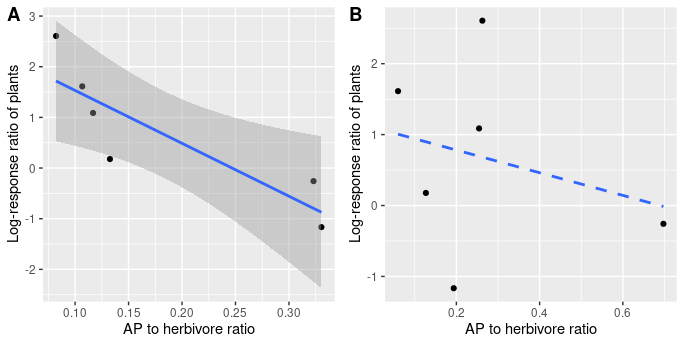 A
Log-response ratio of plants
3
2
1
0
-1
-2
0.10 0.15 0.20 0.25 0.30
AP to herbivore ratio
B
Log-response ratio of plants
2
1
0
-1
0.2 0.4 0.6
AP to herbivore ratio